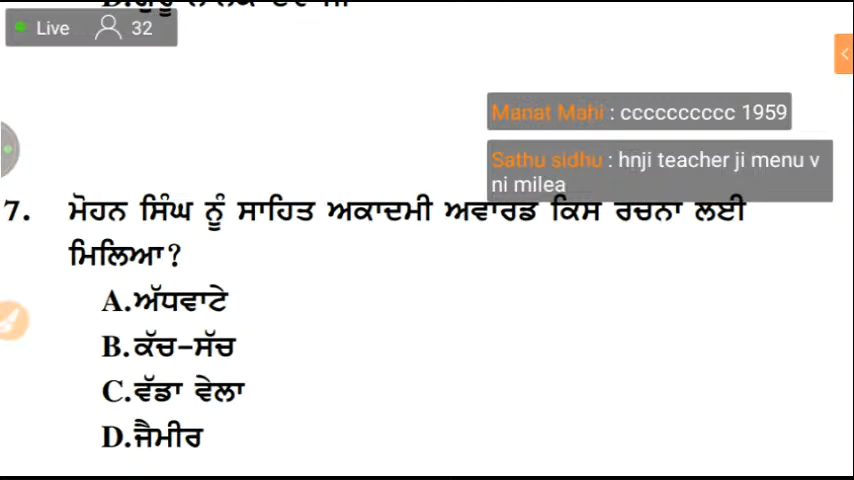 Live 32
Manat Mahi : cccccccccc 1959
Sathu sidhu : hnji teacher ji menu v
ni milea
7. ਮੋਹਨ ਸਿੰਘ ਨੂੰ ਸਾਹਿਤ ਅਕਾਦਮੀ ਅਵਾਰਡ ਕਿਸ ਰਚਨਾ ਲਈ
ਮਿਲਿਆ?
A.ਅੱਧਵਾਟੇ
B.ਕੱਚ-ਸੱਚ
C.ਵੱਡਾ ਵੇਲਾ
D.ਜੈਮੀਰ